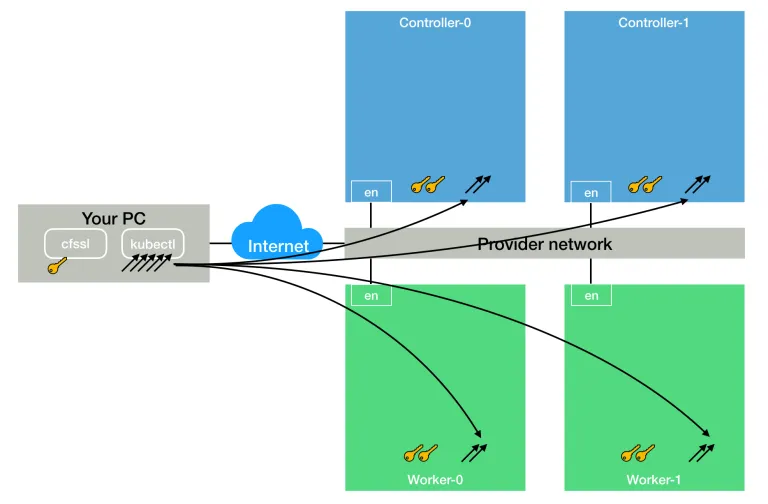 Controller-0
Controller-1
en
en
Your PC
cfssl
kubectl
Internet
Provider network
en
en
Worker-0
Worker-1